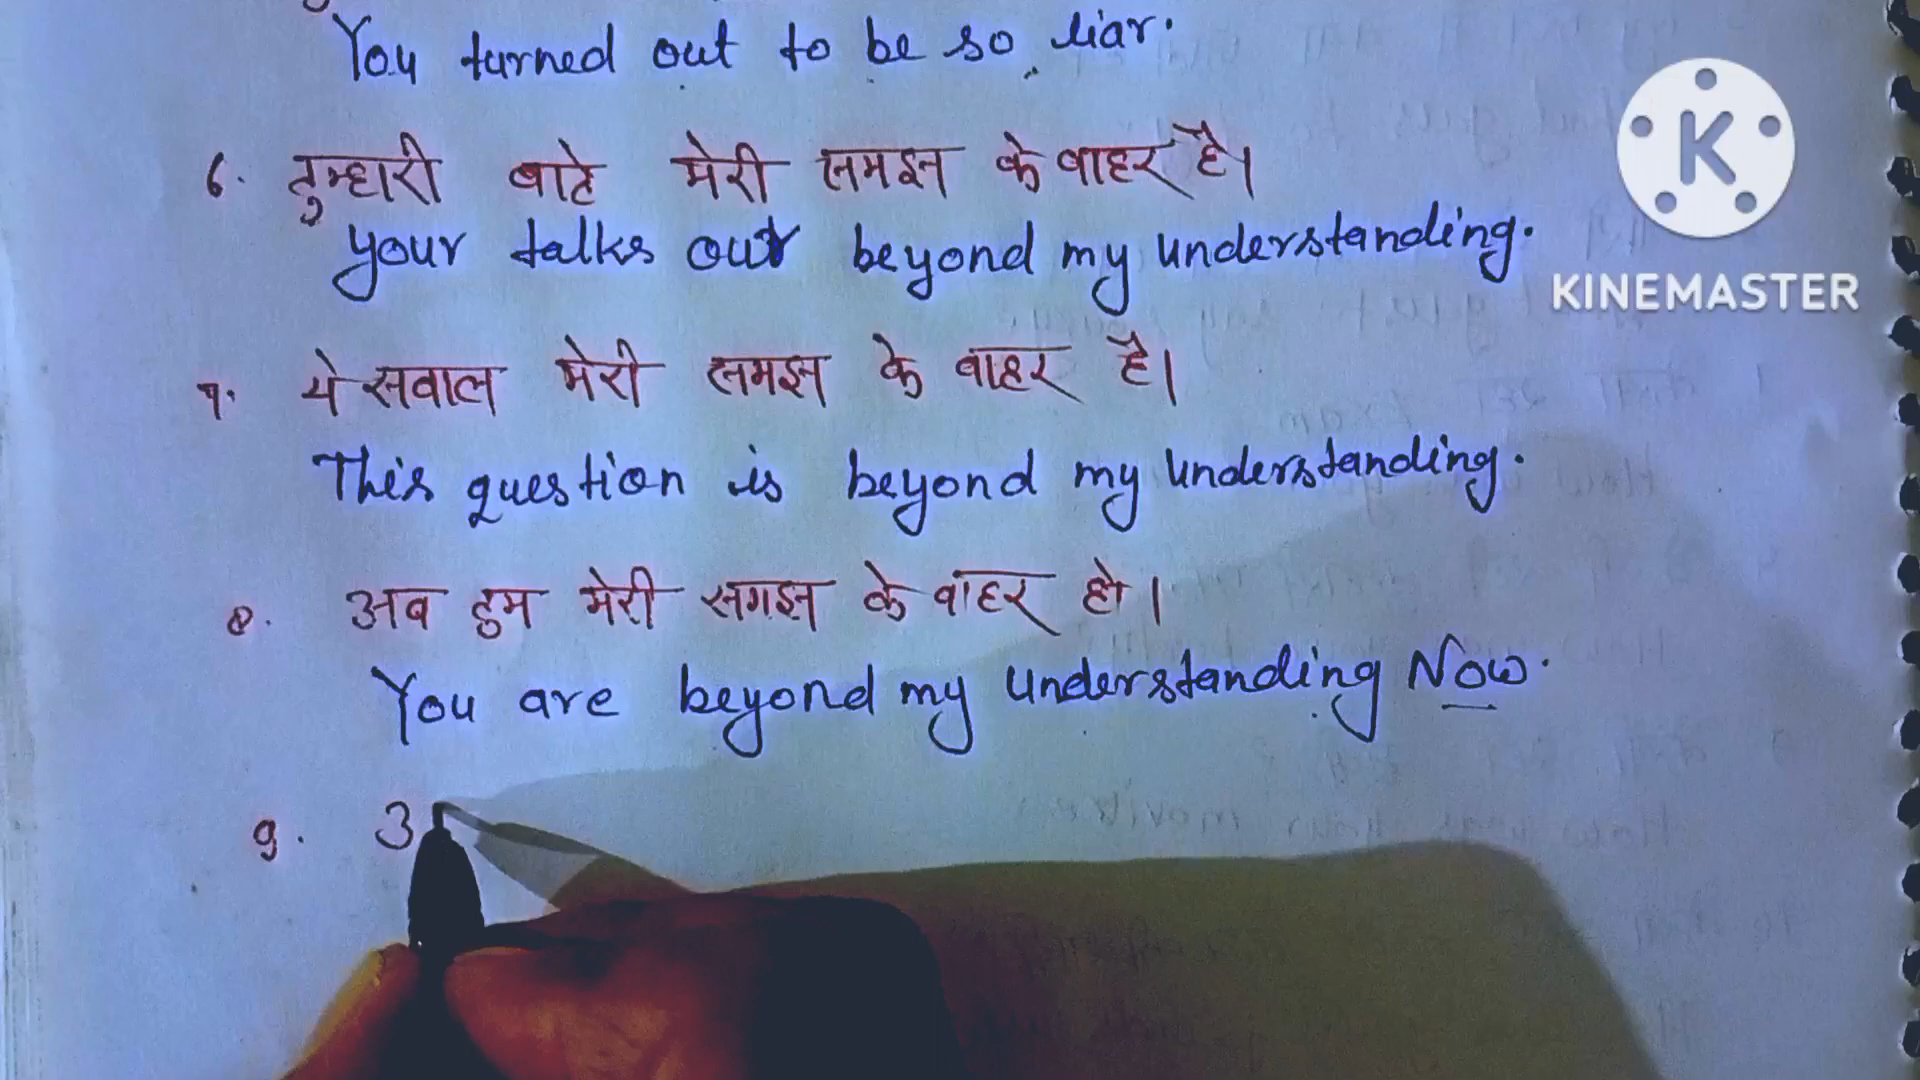 You turned out to be so liar.
6. तुम्हारी बाते मेरी समझ के बाहर है।
your talks out beyond my understanding.
KINEMASTER
7. ये सवाल मेरी समझ के बाहर है।
This question is beyond my understanding.
8. अब तुम मेरी समझ के बाहर हो।
You are beyond my understanding Now.
9. 3